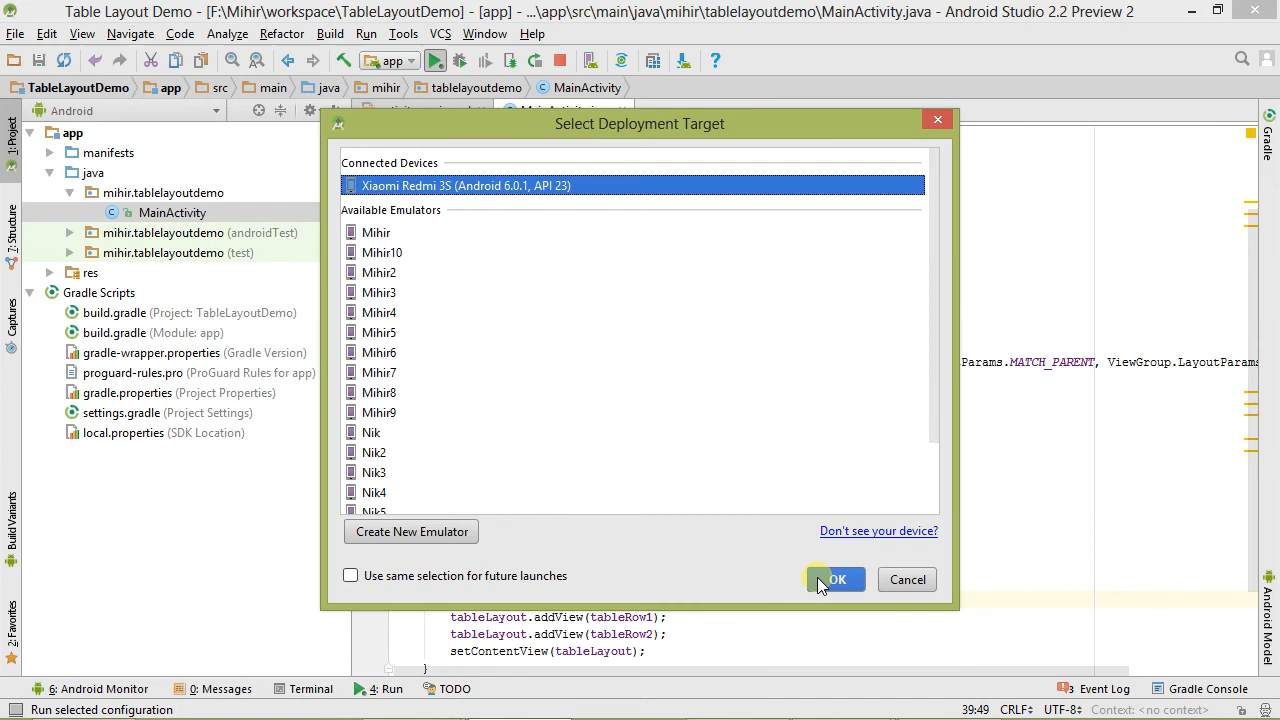 Table Layout Demo - [F:\Mihir\workspace\TableLayoutDemo] - [app] - ...\app\src\main\java\mihir\tablelayoutdemo\MainActivity.java - Android Studio 2.2 Preview 2
File Edit View Navigate Code Analyze Refactor Build Run Tools VCS Window Help
app
TableLayoutDemo app src main java mihir tablelayoutdemo MainActivity
Android
1: Project
7: Structure
Captures
Build Variants
2: Favorites
app
manifests
java
mihir.tablelayoutdemo
MainActivity
mihir.tablelayoutdemo (androidTest)
mihir.tablelayoutdemo (test)
res
Gradle Scripts
build.gradle (Project: TableLayoutDemo)
build.gradle (Module: app)
gradle-wrapper.properties (Gradle Version)
proguard-rules.pro (ProGuard Rules for app)
gradle.properties (Project Properties)
settings.gradle (Project Settings)
local.properties (SDK Location)
Select Deployment Target
Connected Devices
Xiaomi Redmi 3S (Android 6.0.1, API 23)
Available Emulators
Mihir
Mihir10
Mihir2
Mihir3
Mihir4
Mihir5
Mihir6
Mihir7
Mihir8
Mihir9
Nik
Nik2
Nik3
Nik4
Nik5
Create New Emulator
Don't see your device?
Use same selection for future launches
OK
Cancel
Params.MATCH_PARENT, ViewGroup.LayoutParams
tableLayout.addView(tableRow1);
tableLayout.addView(tableRow2);
setContentView(tableLayout);
}
Gradle
Android Model
6: Android Monitor 0: Messages Terminal 4: Run TODO 3 Event Log Gradle Console
Run selected configuration 39:49 CRLF UTF-8 Context: <no context>